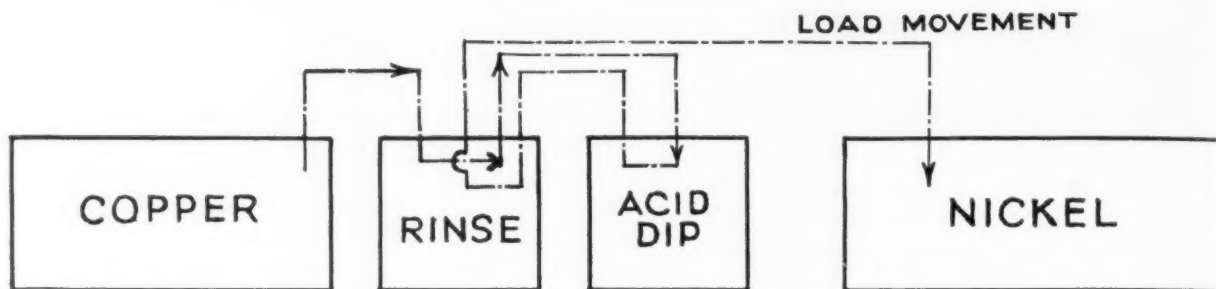 LOAD MOVEMENT
COPPER
RINSE
ACID
DIP
NICKEL